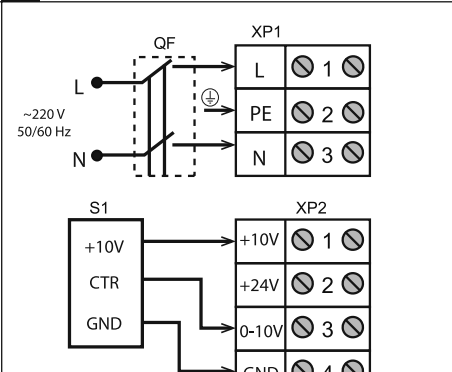 QF
XP1
L
L
1
~220 V
50/60 Hz
PE
2
N
N
3
S1
XP2
+10V
+10V
1
CTR
+24V
2
GND
0-10V
3
GND
4